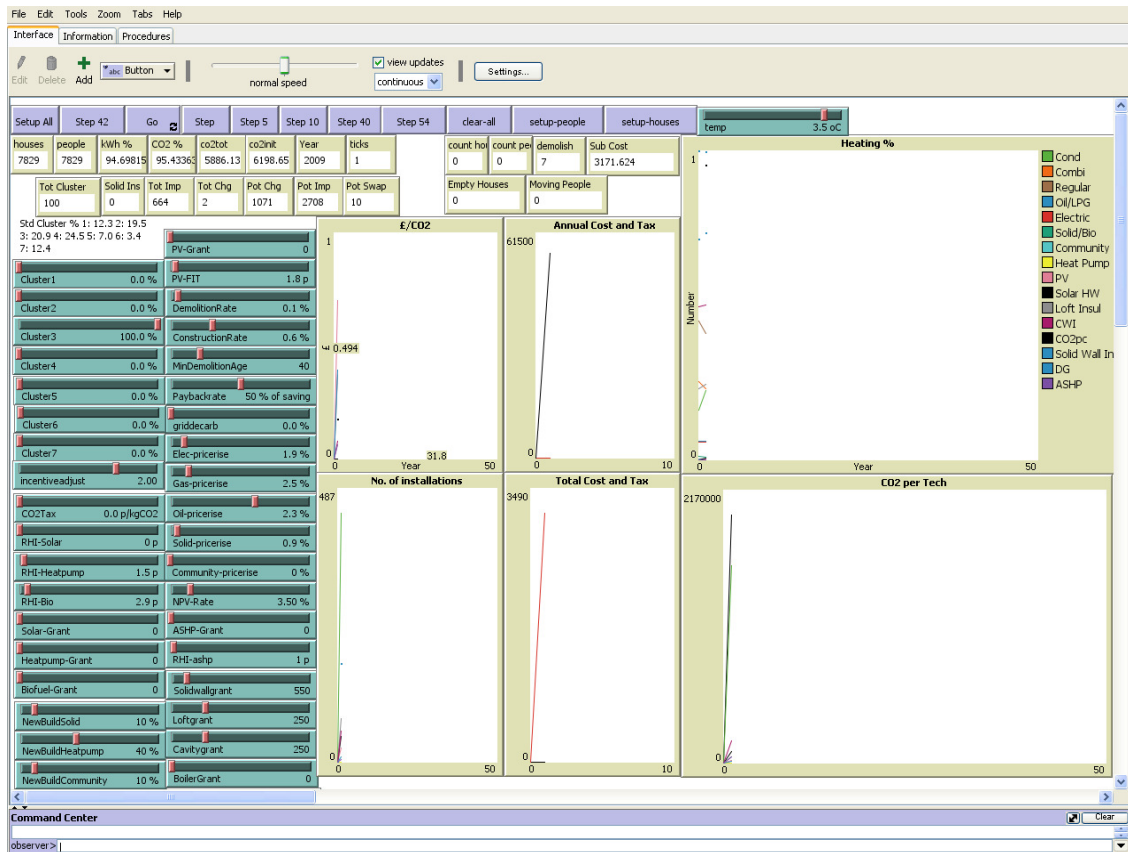 File Edit Tools Zoom Tabs Help
Interface Information Procedures
Edit Delete Add abc Button normal speed view updates continuous Settings...
Setup All Step 42 Go Step Step 5 Step 10 Step 40 Step 54 clear-all setup-people setup-houses temp 3.5 oC
houses people kWh % CO2 % co2tot co2init Year ticks count hou count pe demolish Sub Cost
7829 7829 94.69815 95.43363 5886.13 6198.65 2009 1 0 0 7 3171.624
Tot Cluster Solid Ins Tot Imp Tot Chg Pot Chg Pot Imp Pot Swap Empty Houses Moving People
100 0 664 2 1071 2708 10 0 0
Std Cluster % 1: 12.3 2: 19.5
3: 20.9 4: 24.5 5: 7.0 6: 3.4
7: 12.4
PV-Grant 0
Cluster1 0.0 % PV-FIT 1.8 p
Cluster2 0.0 % DemolitionRate 0.1 %
Cluster3 100.0 % ConstructionRate 0.6 %
Cluster4 0.0 % MinDemolitionAge 40
Cluster5 0.0 % Paybackrate 50 % of saving
Cluster6 0.0 % griddecarb 0.0 %
Cluster7 0.0 % Elec-pricerise 1.9 %
incentiveadjust 2.00 Gas-pricerise 2.5 %
CO2Tax 0.0 p/kgCO2 Oil-pricerise 2.3 %
RHI-Solar 0 p Solid-pricerise 0.9 %
RHI-Heatpump 1.5 p Community-pricerise 0 %
RHI-Bio 2.9 p NPV-Rate 3.50 %
Solar-Grant 0 ASHP-Grant 0
Heatpump-Grant 0 RHI-ashp 1 p
Biofuel-Grant 0 Solidwallgrant 550
NewBuildSolid 10 % Loftgrant 250
NewBuildHeatpump 40 % Cavitygrant 250
NewBuildCommunity 10 % BoilerGrant 0
£/CO2
1
£ 0.494
31.8
0
0 Year 50
Annual Cost and Tax
61500
0
0 10
Heating %
1
Number
0
0 Year 50
Cond
Combi
Regular
Oil/LPG
Electric
Solid/Bio
Community
Heat Pump
PV
Solar HW
Loft Insul
CWI
CO2pc
Solid Wall In
DG
ASHP
No. of installations
487
0
0 50
Total Cost and Tax
3490
0
0 10
CO2 per Tech
2170000
0
0 50
Command Center Clear
observer>